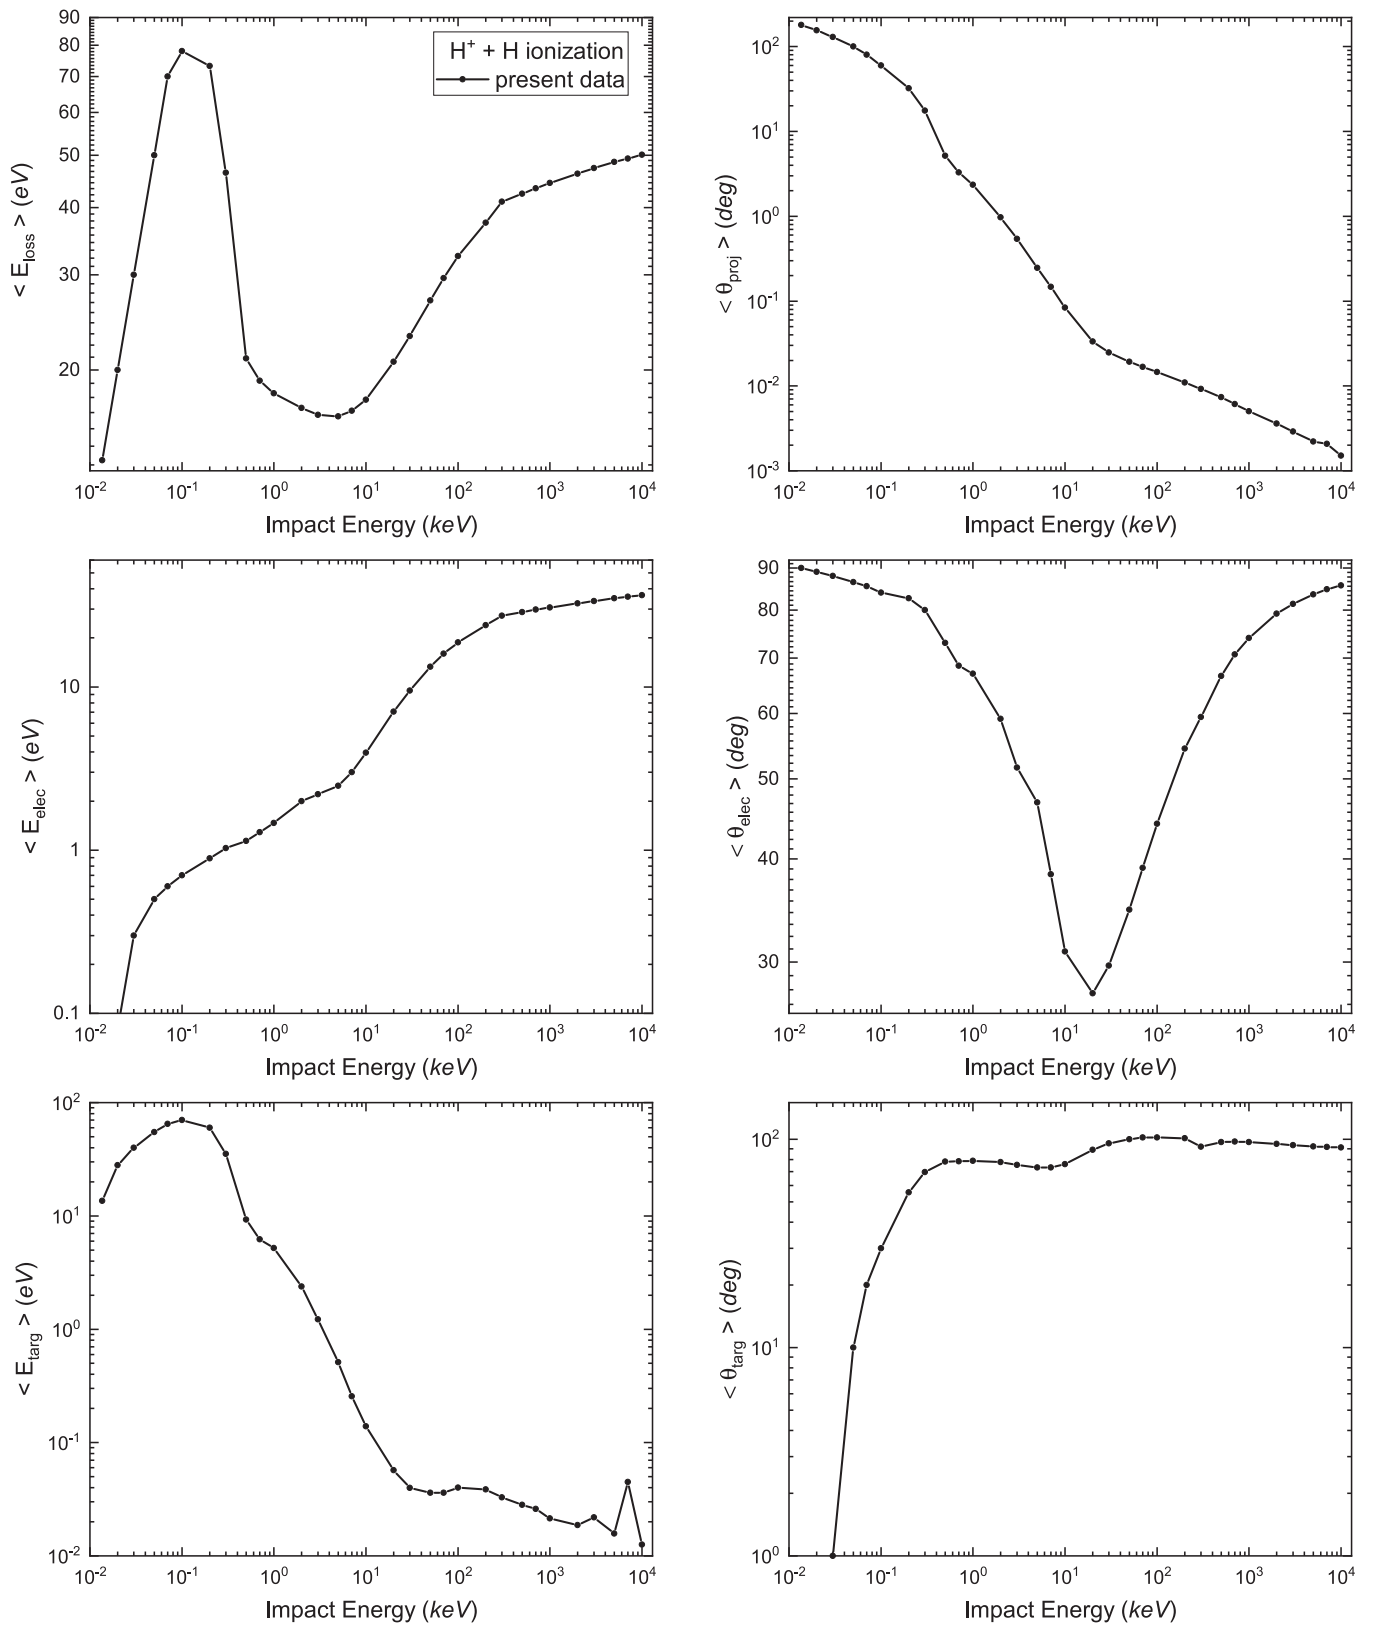 90
80
70
60
50
40
30
20
< E_loss > (eV)
H⁺ + H ionization
present data
10⁻² 10⁻¹ 10⁰ 10¹ 10² 10³ 10⁴
Impact Energy (keV)
10²
10¹
10⁰
10⁻¹
10⁻²
10⁻³
< θ_proj > (deg)
10⁻² 10⁻¹ 10⁰ 10¹ 10² 10³ 10⁴
Impact Energy (keV)
10
1
0.1
< E_elec > (eV)
10⁻² 10⁻¹ 10⁰ 10¹ 10² 10³ 10⁴
Impact Energy (keV)
90
80
70
60
50
40
30
< θ_elec > (deg)
10⁻² 10⁻¹ 10⁰ 10¹ 10² 10³ 10⁴
Impact Energy (keV)
10²
10¹
10⁰
10⁻¹
10⁻²
< E_targ > (eV)
10⁻² 10⁻¹ 10⁰ 10¹ 10² 10³ 10⁴
Impact Energy (keV)
10²
10¹
10⁰
< θ_targ > (deg)
10⁻² 10⁻¹ 10⁰ 10¹ 10² 10³ 10⁴
Impact Energy (keV)